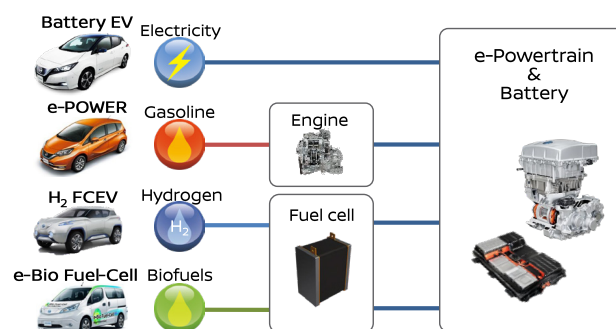 Battery EV
Electricity
e-Powertrain
&
Battery
e-POWER
Gasoline
Engine
H₂ FCEV
Hydrogen
H₂
Fuel cell
e-Bio Fuel-Cell
Biofuels